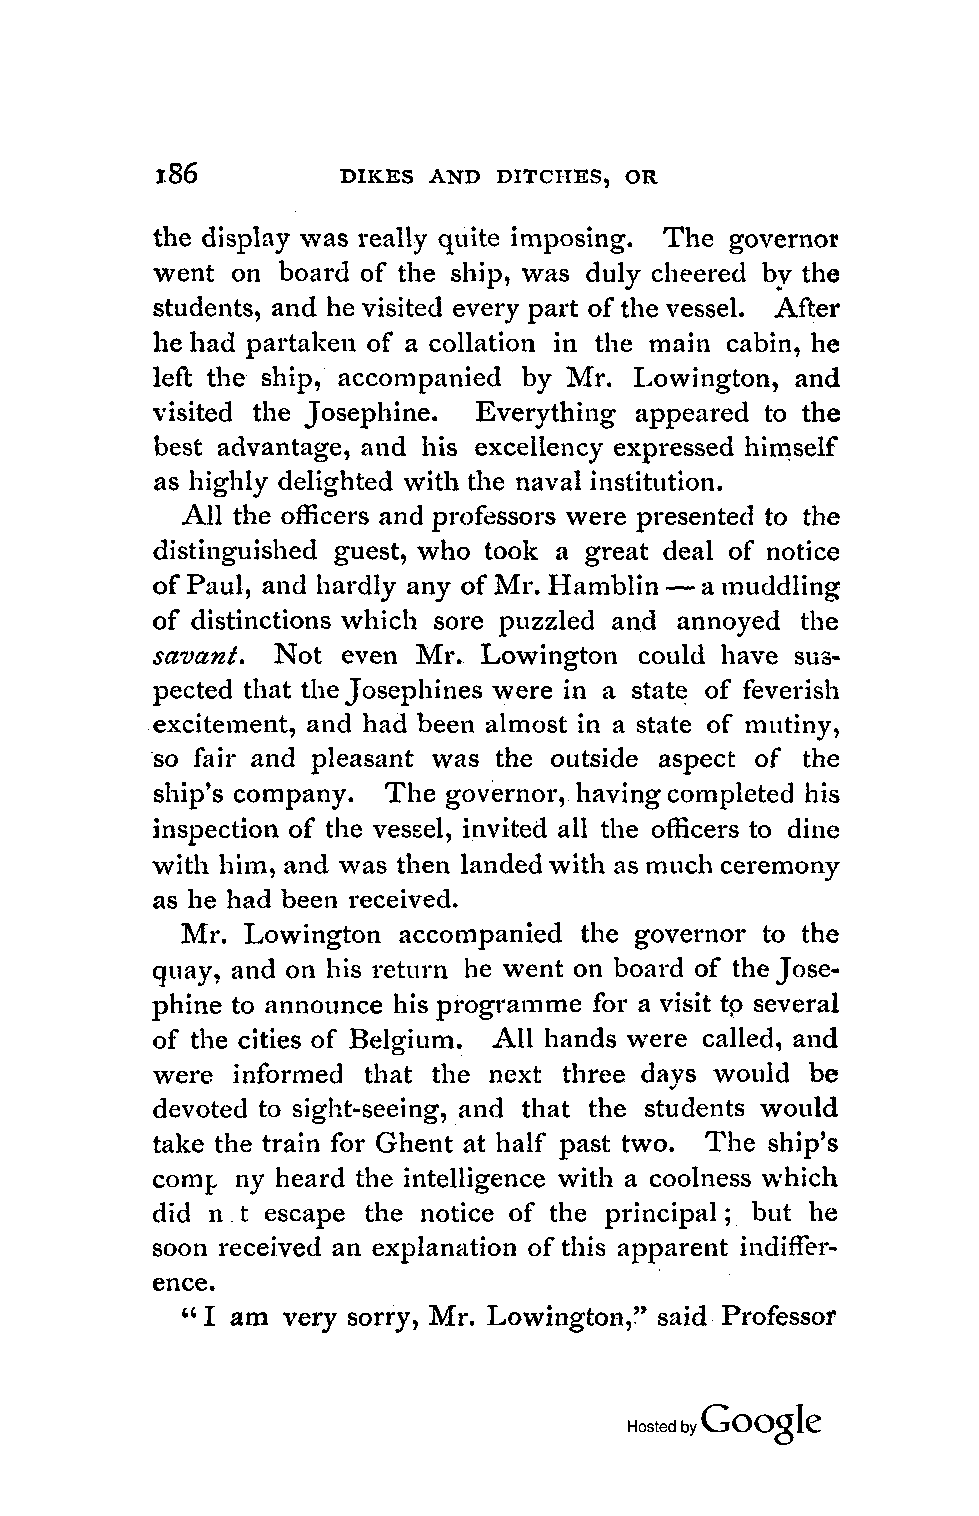 186 DIKES AND DITCHES, OR
the display was really quite imposing. The governor
went on board of the ship, was duly cheered by the
students, and he visited every part of the vessel. After
he had partaken of a collation in the main cabin, he
left the ship, accompanied by Mr. Lowington, and
visited the Josephine. Everything appeared to the
best advantage, and his excellency expressed himself
as highly delighted with the naval institution.
All the officers and professors were presented to the
distinguished guest, who took a great deal of notice
of Paul, and hardly any of Mr. Hamblin — a muddling
of distinctions which sore puzzled and annoyed the
savant. Not even Mr. Lowington could have sus-
pected that the Josephines were in a state of feverish
excitement, and had been almost in a state of mutiny,
so fair and pleasant was the outside aspect of the
ship's company. The governor, having completed his
inspection of the vessel, invited all the officers to dine
with him, and was then landed with as much ceremony
as he had been received.
Mr. Lowington accompanied the governor to the
quay, and on his return he went on board of the Jose-
phine to announce his programme for a visit to several
of the cities of Belgium. All hands were called, and
were informed that the next three days would be
devoted to sight-seeing, and that the students would
take the train for Ghent at half past two. The ship's
comp ny heard the intelligence with a coolness which
did n t escape the notice of the principal; but he
soon received an explanation of this apparent indiffer-
ence.
"I am very sorry, Mr. Lowington," said Professor
Hosted by Google